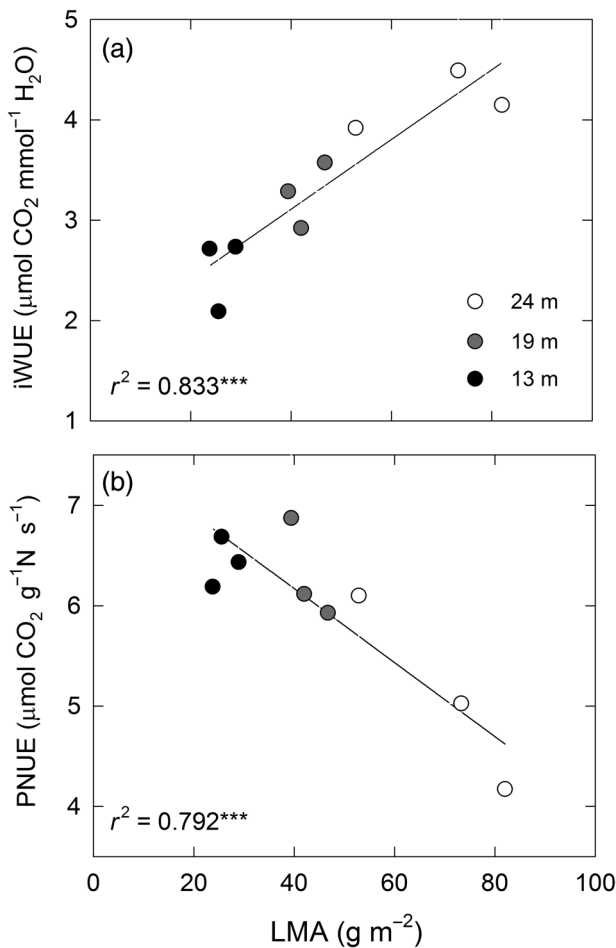 (a)
iWUE (μmol CO₂ mmol⁻¹ H₂O)
5
4
3
2
1
24 m
19 m
13 m
r² = 0.833***
(b)
PNUE (μmol CO₂ g⁻¹N s⁻¹)
7
6
5
4
r² = 0.792***
0 20 40 60 80 100
LMA (g m⁻²)